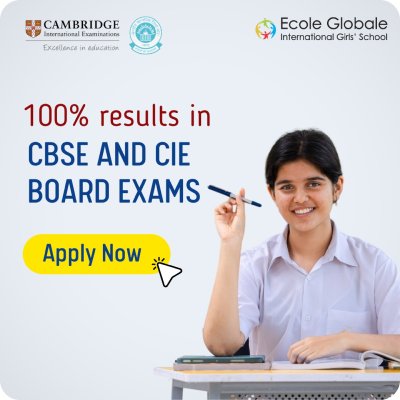 CAMBRIDGE
International Examinations
Excellence in education
Ecole Globale
International Girls' School
100% results in
CBSE AND CIE
BOARD EXAMS
Apply Now